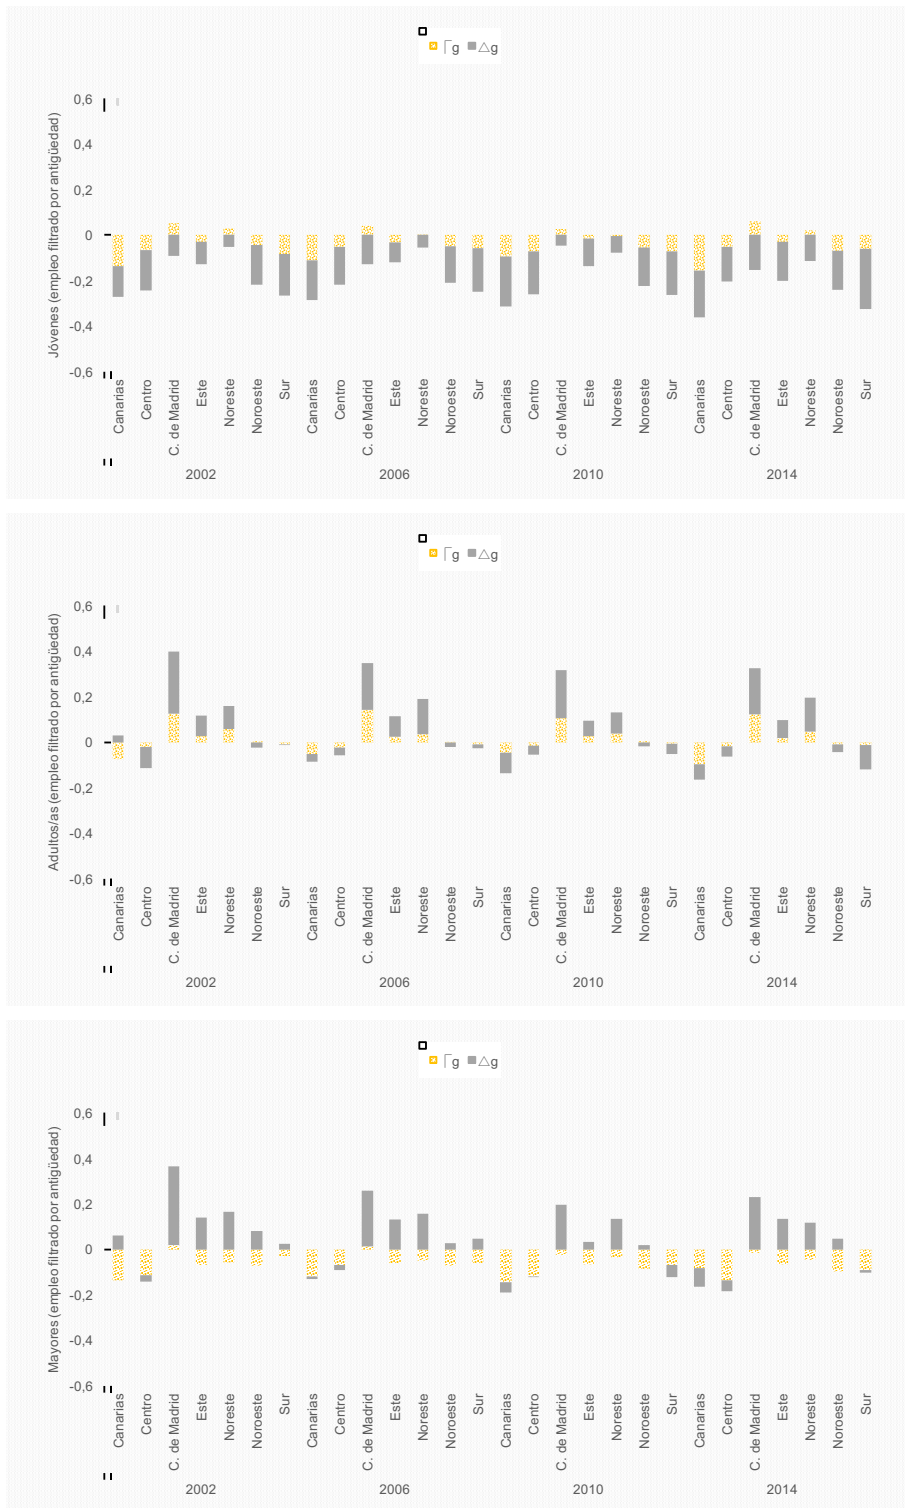 Γg △g
Jóvenes (empleo filtrado por antigüedad)
0,6
0,4
0,2
0
-0,2
-0,4
-0,6
Canarias Centro C. de Madrid Este Noreste Noroeste Sur Canarias Centro C. de Madrid Este Noreste Noroeste Sur Canarias Centro C. de Madrid Este Noreste Noroeste Sur Canarias Centro C. de Madrid Este Noreste Noroeste Sur
2002 2006 2010 2014
Γg △g
Adultos/as (empleo filtrado por antigüedad)
0,6
0,4
0,2
0
-0,2
-0,4
-0,6
Canarias Centro C. de Madrid Este Noreste Noroeste Sur Canarias Centro C. de Madrid Este Noreste Noroeste Sur Canarias Centro C. de Madrid Este Noreste Noroeste Sur Canarias Centro C. de Madrid Este Noreste Noroeste Sur
2002 2006 2010 2014
Γg △g
Mayores (empleo filtrado por antigüedad)
0,6
0,4
0,2
0
-0,2
-0,4
-0,6
Canarias Centro C. de Madrid Este Noreste Noroeste Sur Canarias Centro C. de Madrid Este Noreste Noroeste Sur Canarias Centro C. de Madrid Este Noreste Noroeste Sur Canarias Centro C. de Madrid Este Noreste Noroeste Sur
2002 2006 2010 2014